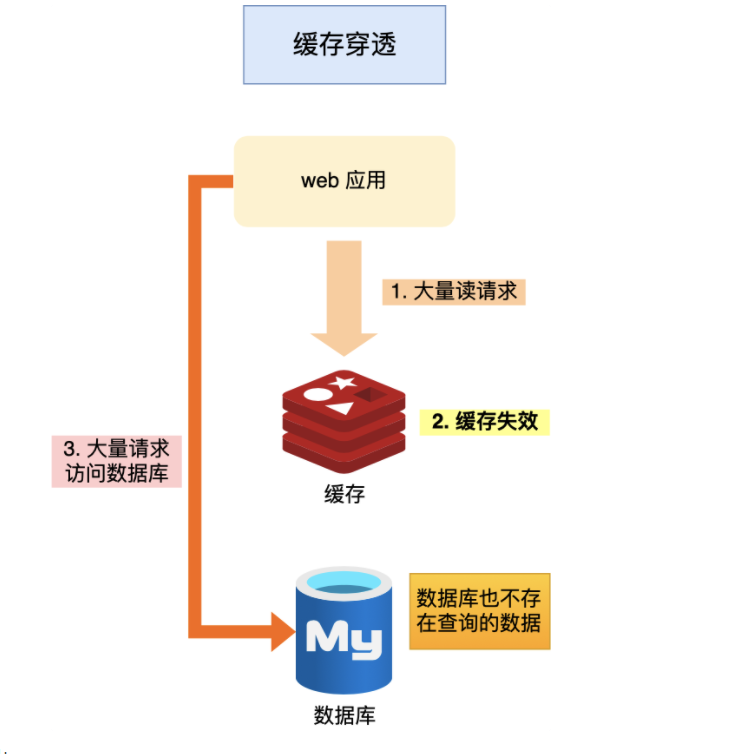 缓存穿透
web 应用
1. 大量读请求
2. 缓存失效
缓存
3. 大量请求
访问数据库
数据库也不存
在查询的数据
My
数据库